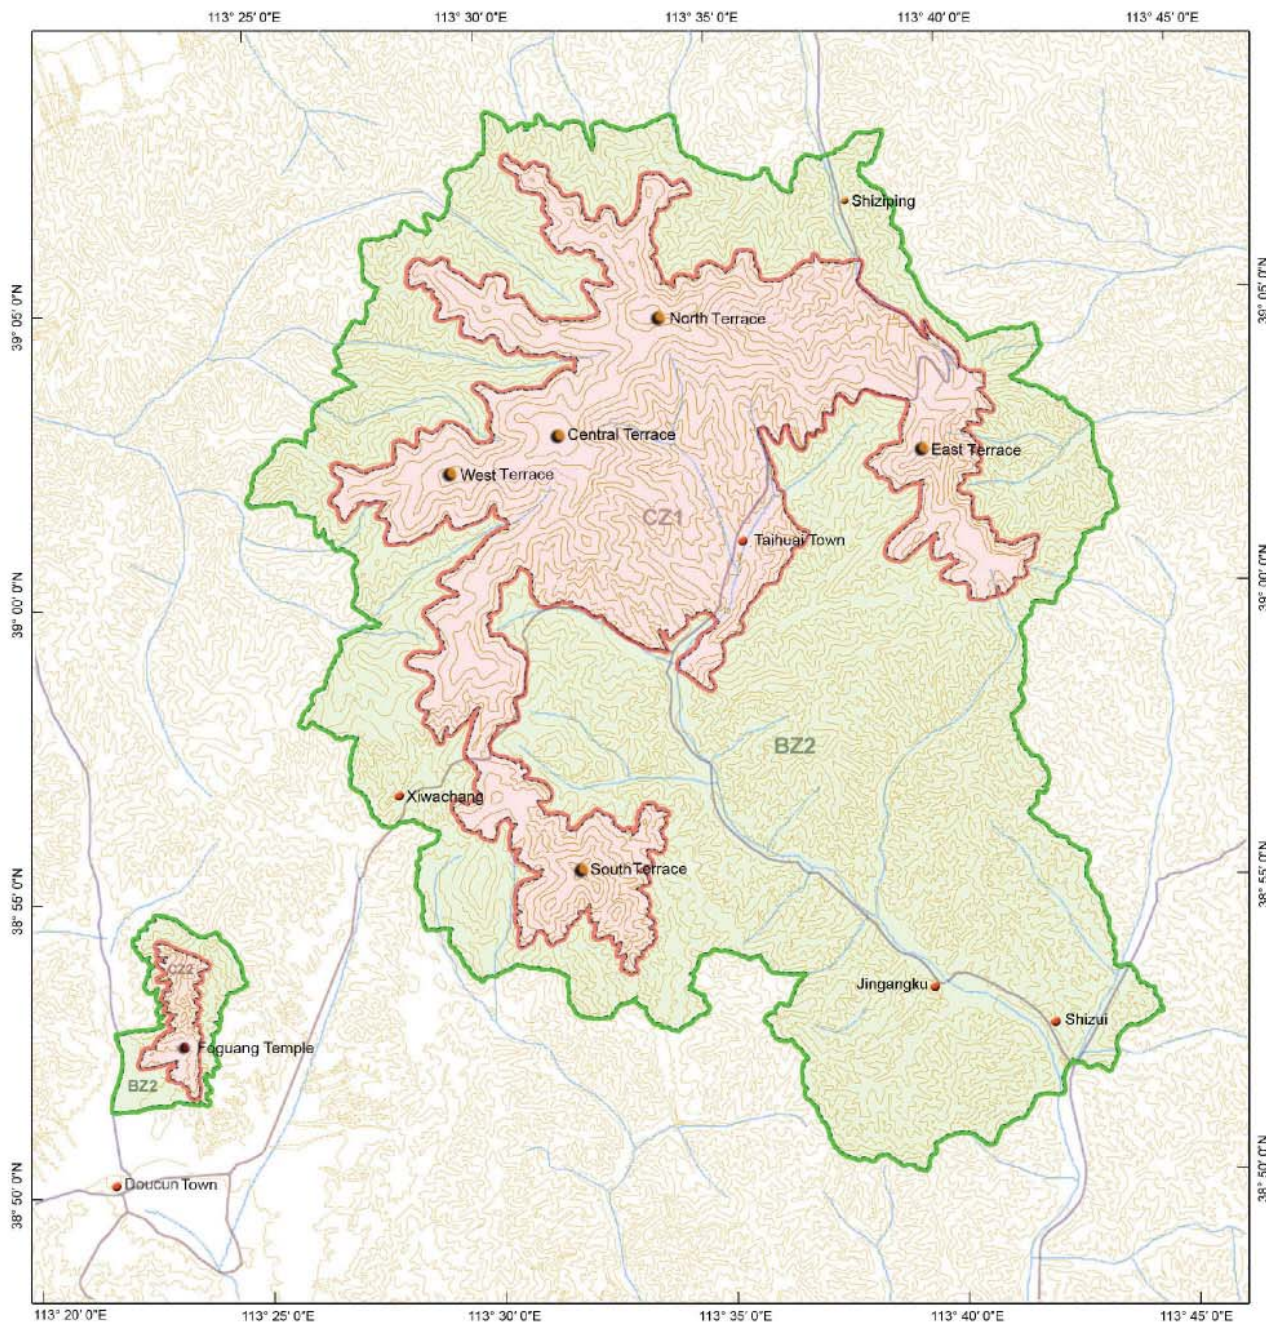 113° 25′ 0″E
113° 30′ 0″E
113° 35′ 0″E
113° 40′ 0″E
113° 45′ 0″E
Shiziping
39° 05′ 0″N
39° 05′ 0″N
North Terrace
Central Terrace
East Terrace
West Terrace
CZ1
Taihuai Town
39° 00′ 0″N
39° 00′ 0″N
BZ2
Xiwachang
South Terrace
38° 55′ 0″N
38° 55′ 0″N
CZ2
Jingangku
Shizui
Foguang Temple
BZ2
38° 50′ 0″N
38° 50′ 0″N
Doucun Town
113° 20′ 0″E
113° 25′ 0″E
113° 30′ 0″E
113° 35′ 0″E
113° 40′ 0″E
113° 45′ 0″E